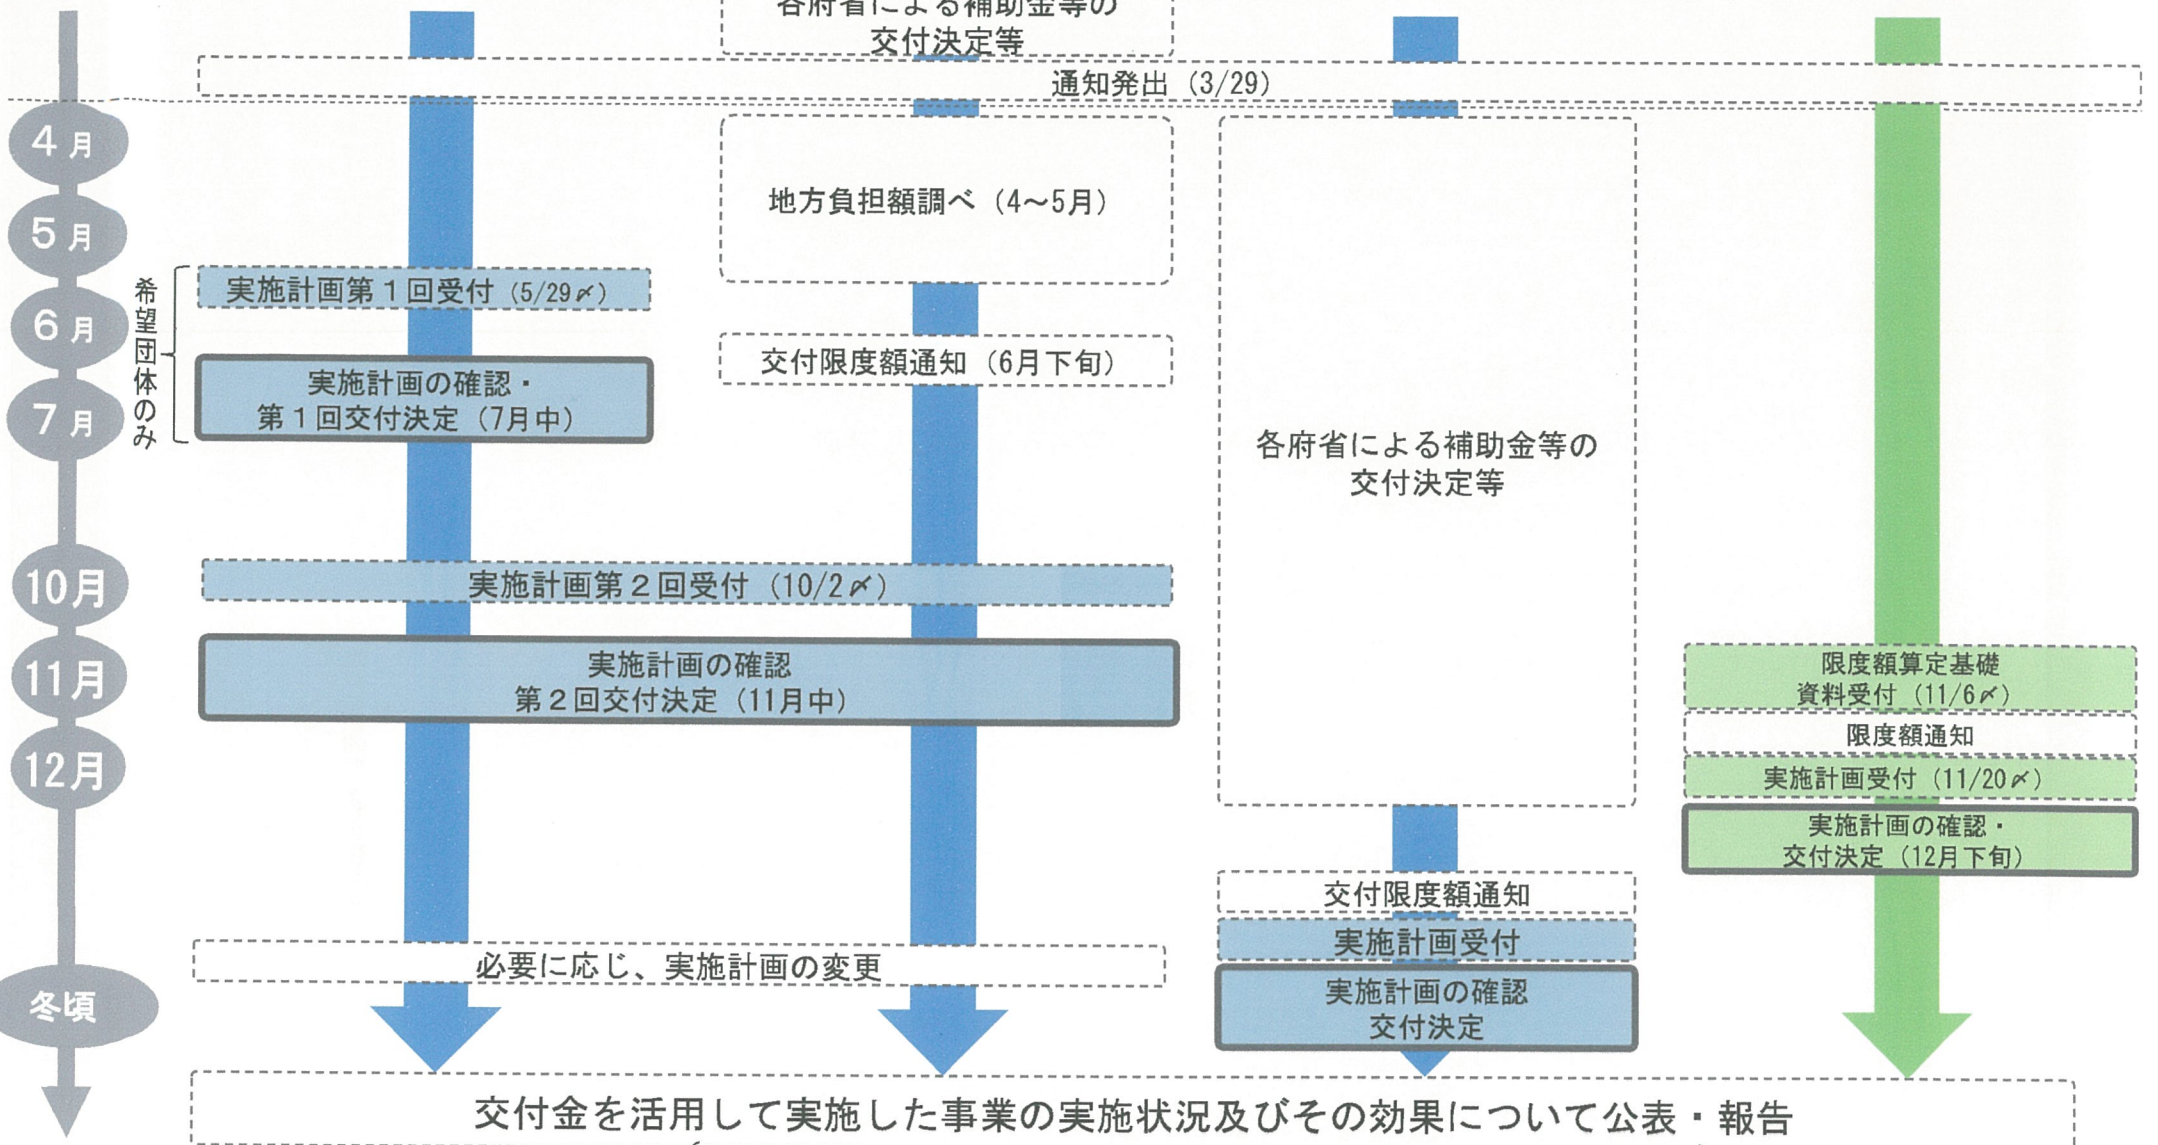 各府省による補助金等の
交付決定等
通知発出（3/29）
4月
地方負担額調べ（4～5月）
5月
希望団体のみ
実施計画第1回受付（5/29〆）
6月
交付限度額通知（6月下旬）
実施計画の確認・
第1回交付決定（7月中）
7月
各府省による補助金等の
交付決定等
10月
実施計画第2回受付（10/2〆）
11月
実施計画の確認
第2回交付決定（11月中）
限度額算定基礎
資料受付（11/6〆）
限度額通知
12月
実施計画受付（11/20〆）
実施計画の確認・
交付決定（12月下旬）
交付限度額通知
実施計画受付
必要に応じ、実施計画の変更
実施計画の確認
交付決定
冬頃
交付金を活用して実施した事業の実施状況及びその効果について公表・報告